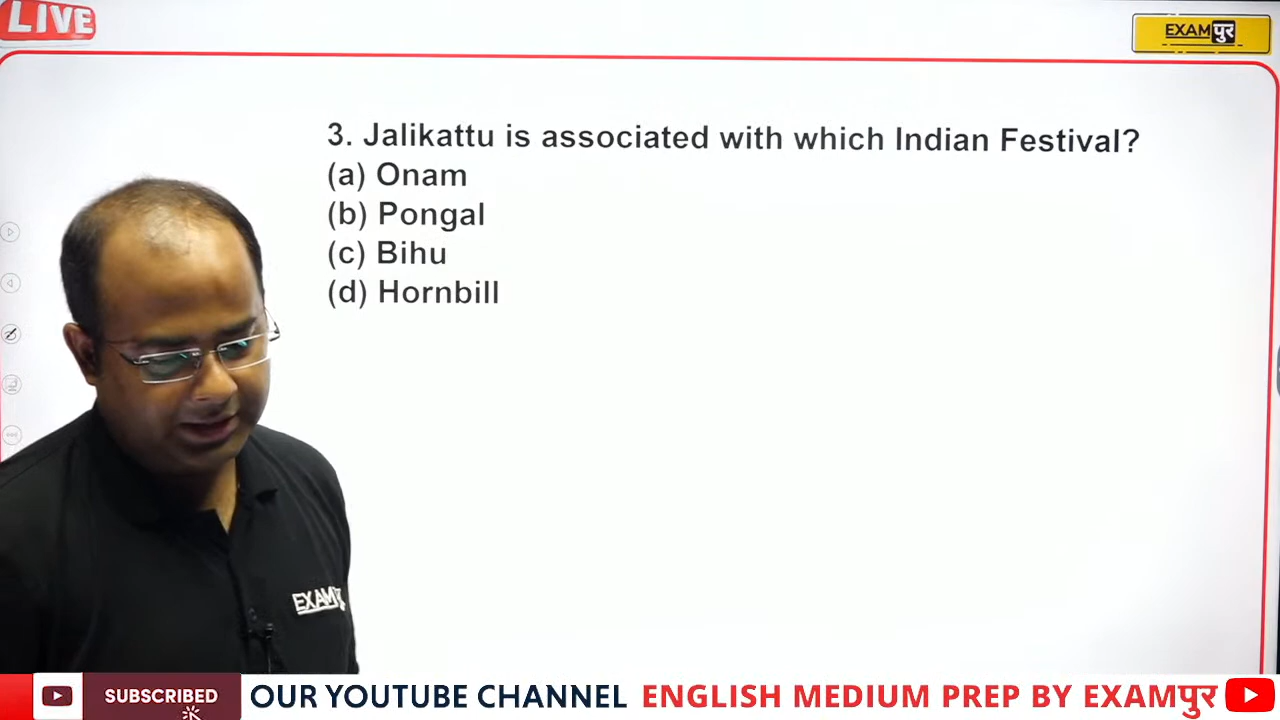 LIVE
EXAMपुर
3. Jalikattu is associated with which Indian Festival?
(a) Onam
(b) Pongal
(c) Bihu
(d) Hornbill
EXAM
SUBSCRIBED OUR YOUTUBE CHANNEL ENGLISH MEDIUM PREP BY EXAMपुर